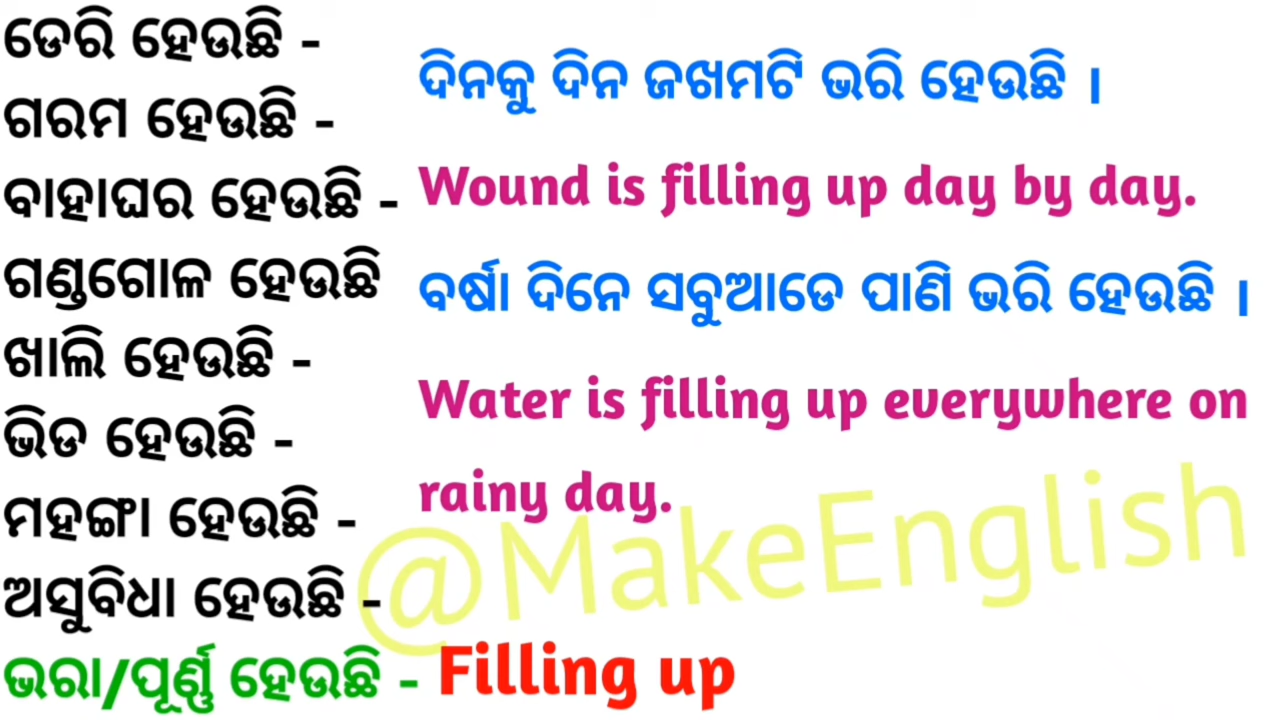 ଡେରି ହେଉଛି -
ଗରମ ହେଉଛି -
ବାହାଘର ହେଉଛି -
ଗଣ୍ଡଗୋଳ ହେଉଛି
ଖାଲି ହେଉଛି -
ଭିଡ ହେଉଛି -
ମହଙ୍ଗା ହେଉଛି -
ଅସୁବିଧା ହେଉଛି -
ଭରା/ପୂର୍ଣ୍ଣ ହେଉଛି - Filling up
ଦିନକୁ ଦିନ ଜଖମଟି ଭରି ହେଉଛି ।
Wound is filling up day by day.
ବର୍ଷା ଦିନେ ସବୁଆଡେ ପାଣି ଭରି ହେଉଛି ।
Water is filling up everywhere on
rainy day.
@MakeEnglish